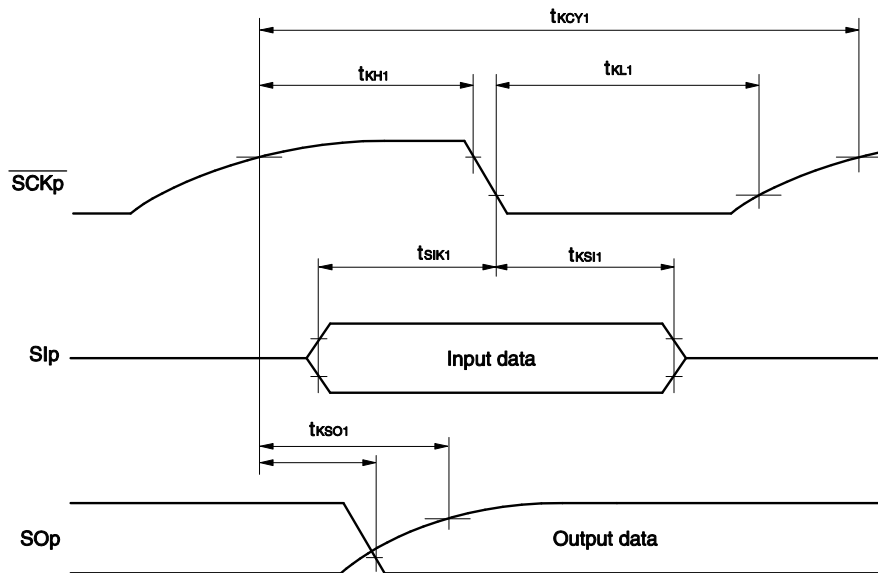 tKCY1
tKH1
tKL1
SCKp
tSIK1
tKSI1
SIp
Input data
tKSO1
SOp
Output data